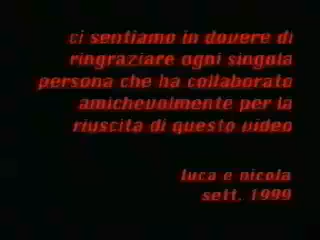 ci sentiamo in dovere di
ringraziare ogni singola
persona che ha collaborato
amichevolmente per la
riuscita di questo video
luca e nicola
sett. 1999